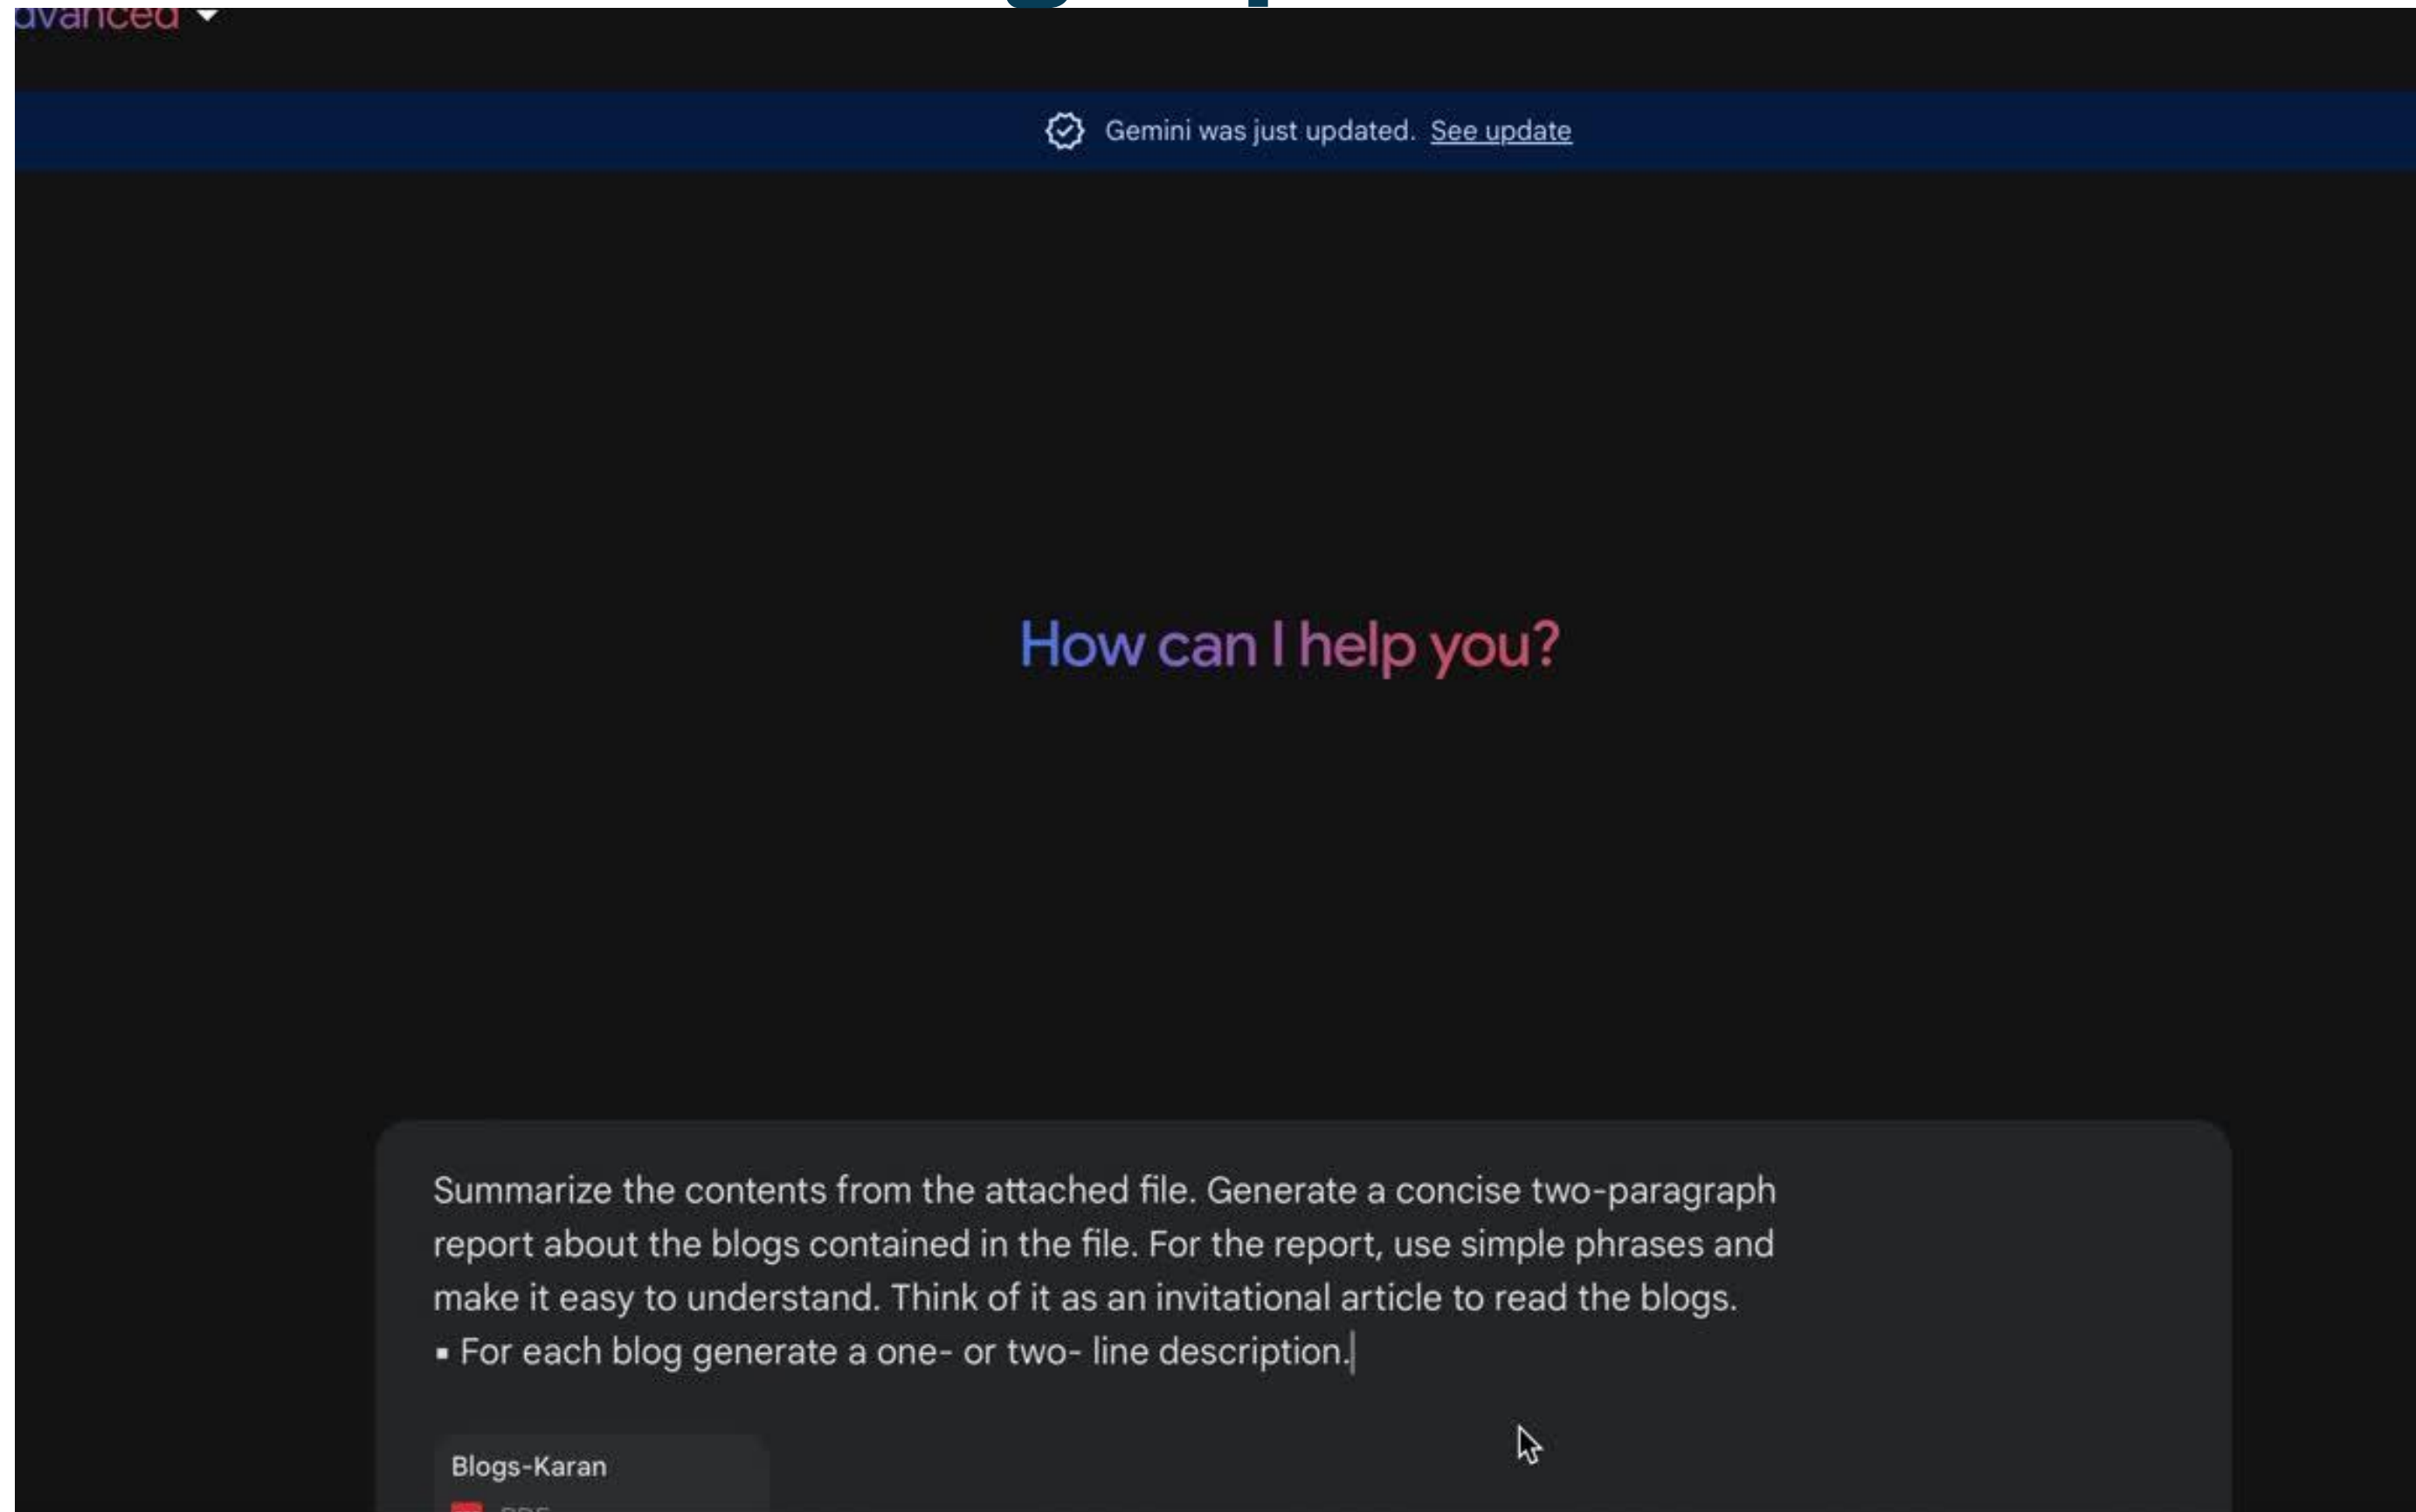 Gemini was just updated. See update
How can I help you?
Summarize the contents from the attached file. Generate a concise two-paragraph
report about the blogs contained in the file. For the report, use simple phrases and
make it easy to understand. Think of it as an invitational article to read the blogs.
▪ For each blog generate a one- or two- line description.
Blogs-Karan